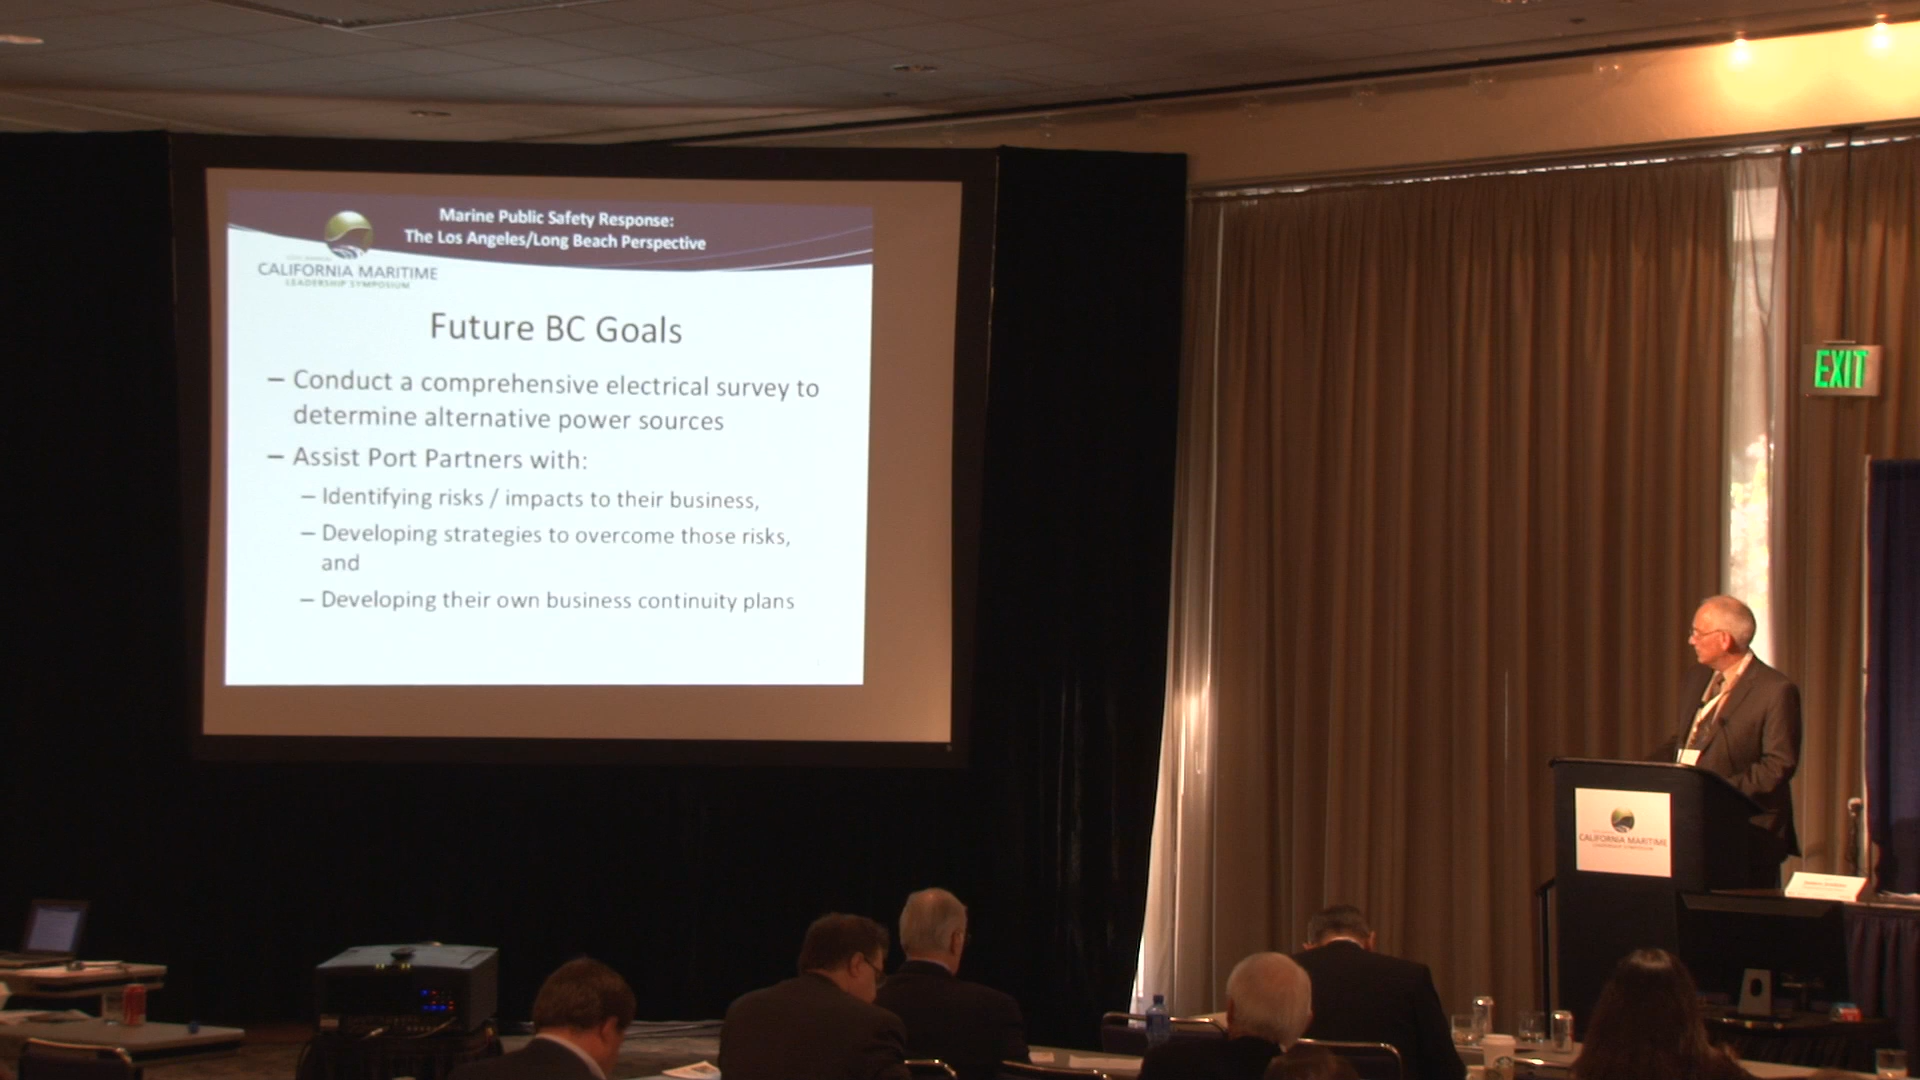 Marine Public Safety Response:
The Los Angeles/Long Beach Perspective
CALIFORNIA MARITIME
LEADERSHIP SYMPOSIUM
Future BC Goals
– Conduct a comprehensive electrical survey to
determine alternative power sources
– Assist Port Partners with:
– Identifying risks / impacts to their business,
– Developing strategies to overcome those risks,
and
– Developing their own business continuity plans
EXIT
CALIFORNIA MARITIME
LEADERSHIP SYMPOSIUM